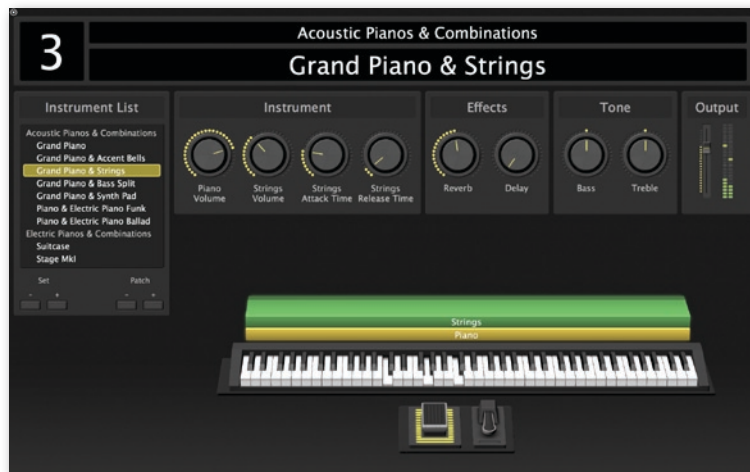 3
Acoustic Pianos & Combinations
Grand Piano & Strings
Instrument List
Acoustic Pianos & Combinations
Grand Piano
Grand Piano & Accent Bells
Grand Piano & Strings
Grand Piano & Bass Split
Grand Piano & Synth Pad
Piano & Electric Piano Funk
Piano & Electric Piano Ballad
Electric Pianos & Combinations
Suitcase
Stage MkI
Set
Patch
- + - +
Instrument
Piano
Volume
Strings
Volume
Strings
Attack Time
Strings
Release Time
Effects
Reverb
Delay
Tone
Bass
Treble
Output
Strings
Piano